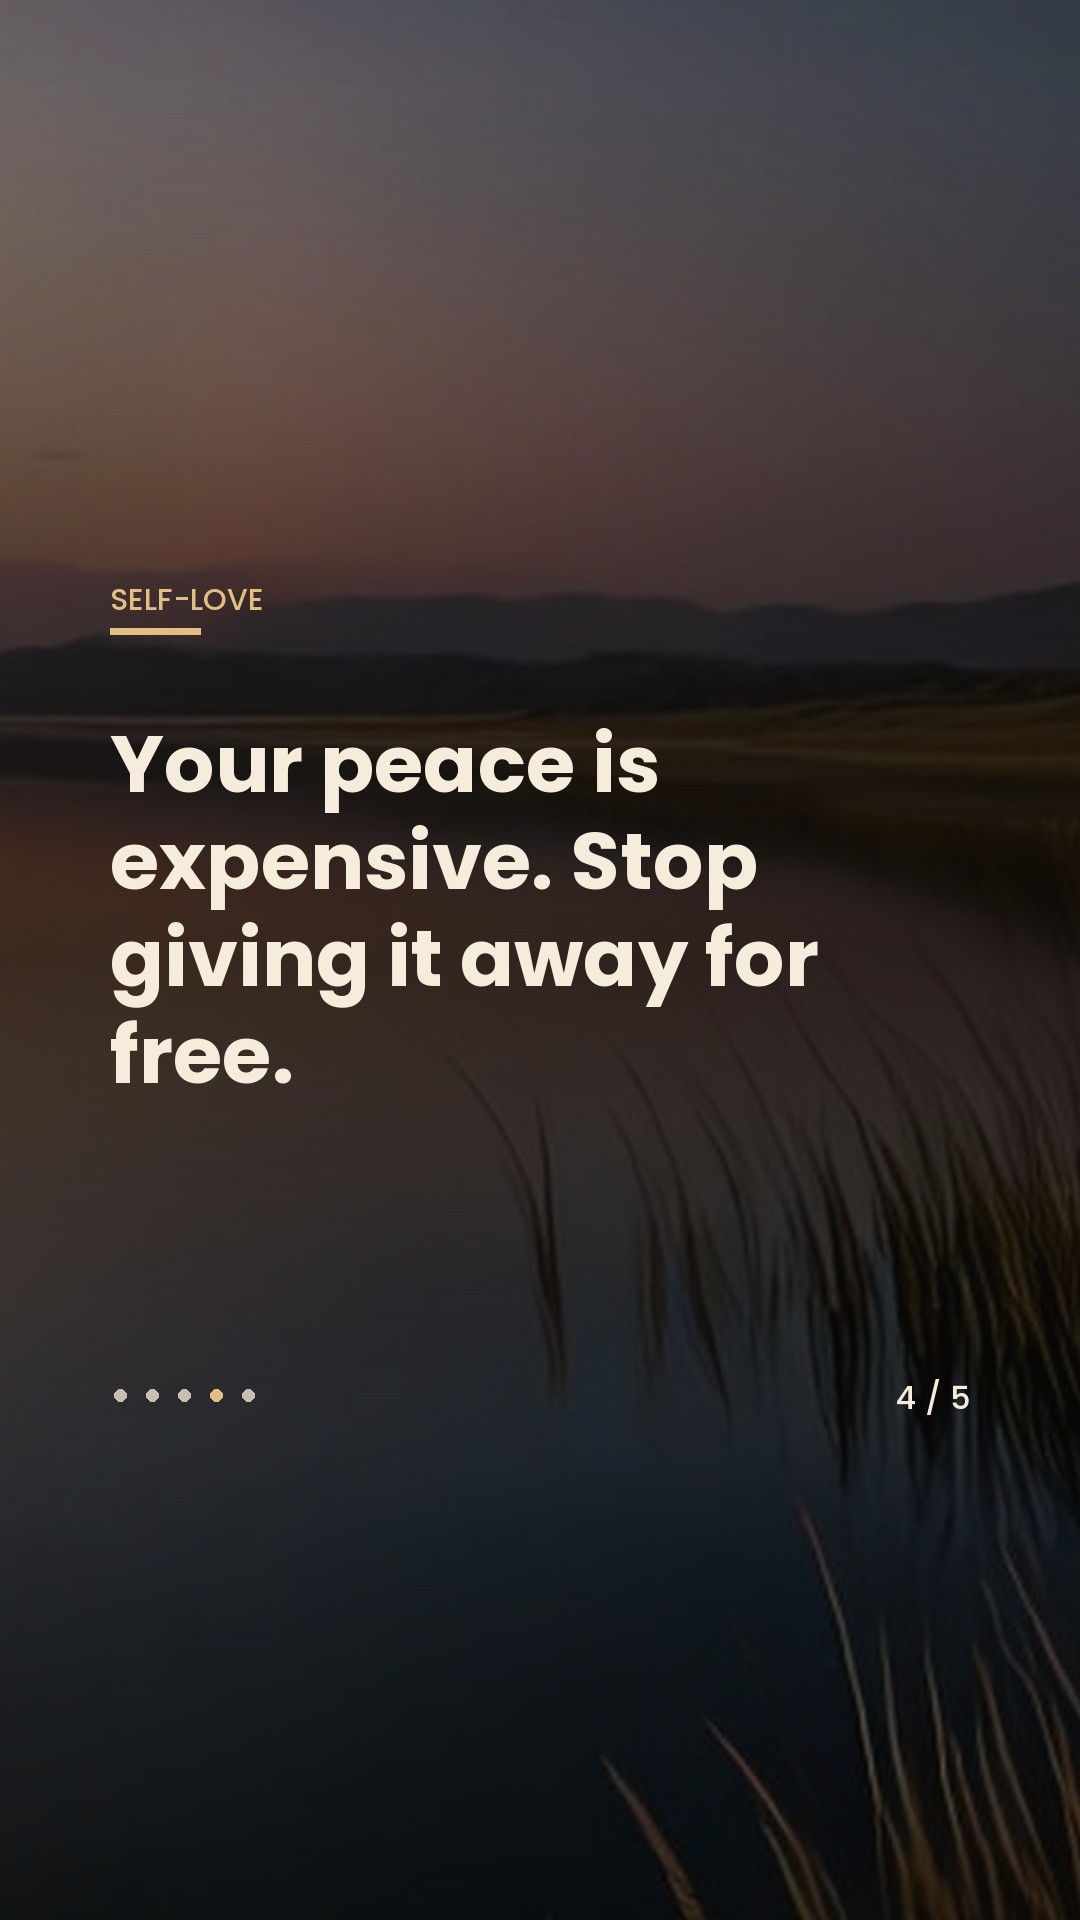 SELF-LOVE
Your peace is
expensive. Stop
giving it away for
free.
4 / 5